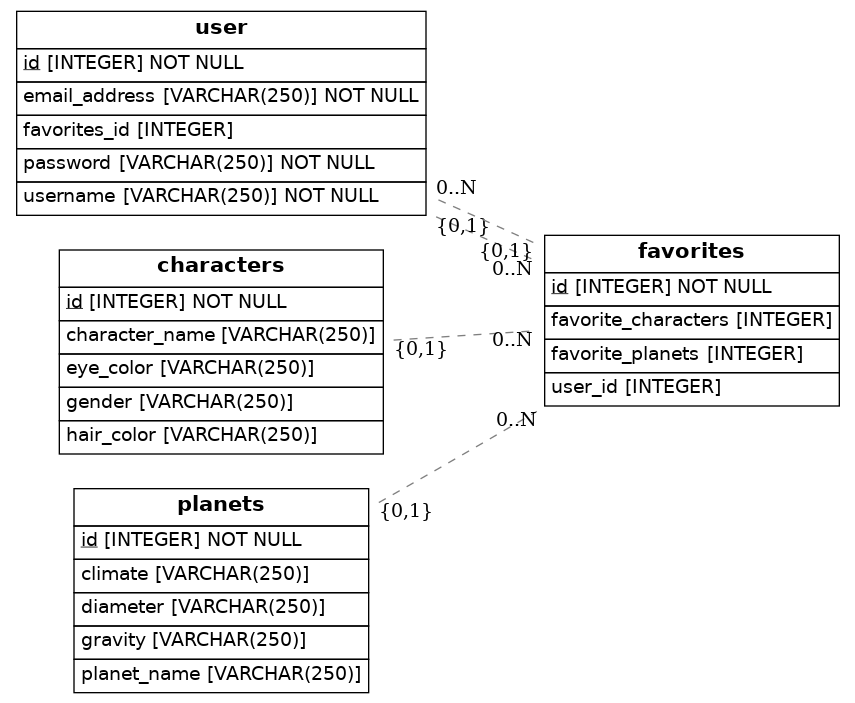 user
id [INTEGER] NOT NULL
email_address [VARCHAR(250)] NOT NULL
favorites_id [INTEGER]
password [VARCHAR(250)] NOT NULL
username [VARCHAR(250)] NOT NULL
0..N
{0,1}
{0,1}
0..N
favorites
id [INTEGER] NOT NULL
favorite_characters [INTEGER]
favorite_planets [INTEGER]
user_id [INTEGER]
characters
id [INTEGER] NOT NULL
character_name [VARCHAR(250)]
eye_color [VARCHAR(250)]
gender [VARCHAR(250)]
hair_color [VARCHAR(250)]
{0,1}
0..N
planets
id [INTEGER] NOT NULL
climate [VARCHAR(250)]
diameter [VARCHAR(250)]
gravity [VARCHAR(250)]
planet_name [VARCHAR(250)]
0..N
{0,1}